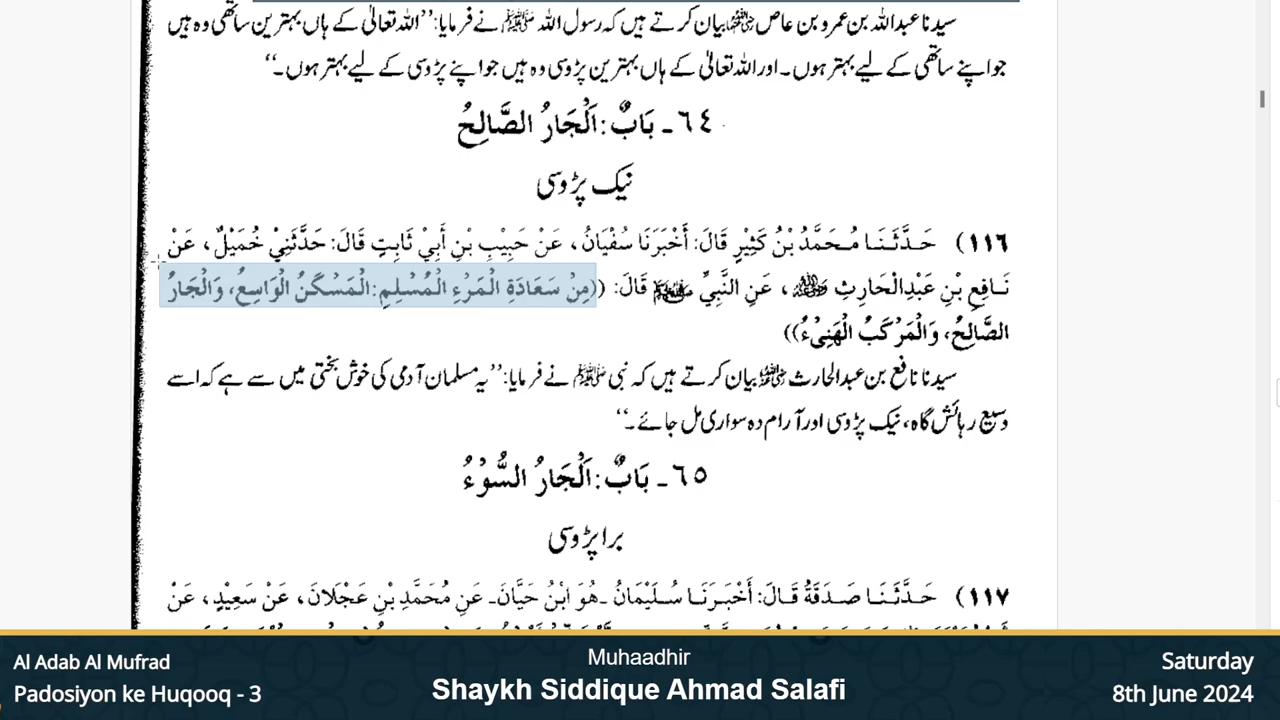 سیدنا عبداللہ بن عمرو بن عاص رضی اللہ عنہ بیان کرتے ہیں کہ رسول اللہ ﷺ نے فرمایا: ’’اللہ تعالیٰ کے ہاں بہترین ساتھی وہ ہیں
جو اپنے ساتھی کے لیے بہتر ہوں۔ اور اللہ تعالیٰ کے ہاں بہترین پڑوسی وہ ہیں جو اپنے پڑوسی کے لیے بہتر ہوں۔‘‘
٦٤۔ بَابٌ: اَلْجَارُ الصَّالِحُ
نیک پڑوسی
١١٦) حَدَّثَنَا مُحَمَّدُ بْنُ كَثِيْرٍ قَالَ: أَخْبَرَنَا سُفْيَانُ، عَنْ حَبِيْبِ بْنِ أَبِيْ ثَابِتٍ قَالَ: حَدَّثَنِيْ خُمَيْلٌ، عَنْ
نَافِعِ بْنِ عَبْدِالْحَارِثِ رضی اللہ عنہ، عَنِ النَّبِيِّ ﷺ قَالَ: ((مِنْ سَعَادَةِ الْمَرْءِ الْمُسْلِمِ: الْمَسْكَنُ الْوَاسِعُ، وَالْجَارُ
الصَّالِحُ، وَالْمَرْكَبُ الْهَنِيْءُ))
سیدنا نافع بن عبدالحارث رضی اللہ عنہ بیان کرتے ہیں کہ نبی ﷺ نے فرمایا: ’’یہ مسلمان آدمی کی خوش بختی میں سے ہے کہ اسے
وسیع رہائش گاہ، نیک پڑوسی اور آرام دہ سواری مل جائے۔‘‘
٦٥۔ بَابٌ: اَلْجَارُ السُّوْءُ
برا پڑوسی
١١٧) حَدَّثَنَا صَدَقَةُ قَالَ: أَخْبَرَنَا سُلَيْمَانُ ۔هُوَ ابْنُ حَيَّانَ۔ عَنِ مُحَمَّدِ بْنِ عَجْلَانَ، عَنْ سَعِيْدٍ، عَنْ
Al Adab Al Mufrad
Padosiyon ke Huqooq - 3
Muhaadhir
Shaykh Siddique Ahmad Salafi
Saturday
8th June 2024